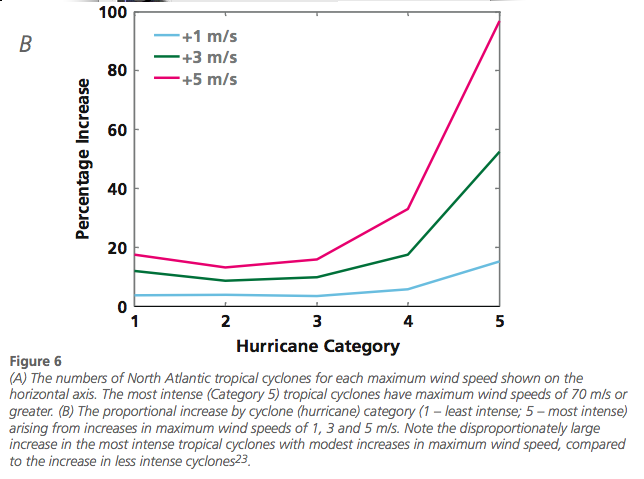 B
100
80
60
40
20
0
Percentage Increase
+1 m/s
+3 m/s
+5 m/s
1 2 3 4 5
Hurricane Category
Figure 6
(A) The numbers of North Atlantic tropical cyclones for each maximum wind speed shown on the
horizontal axis. The most intense (Category 5) tropical cyclones have maximum wind speeds of 70 m/s or
greater. (B) The proportional increase by cyclone (hurricane) category (1 – least intense; 5 – most intense)
arising from increases in maximum wind speeds of 1, 3 and 5 m/s. Note the disproportionately large
increase in the most intense tropical cyclones with modest increases in maximum wind speed, compared
to the increase in less intense cyclones23.